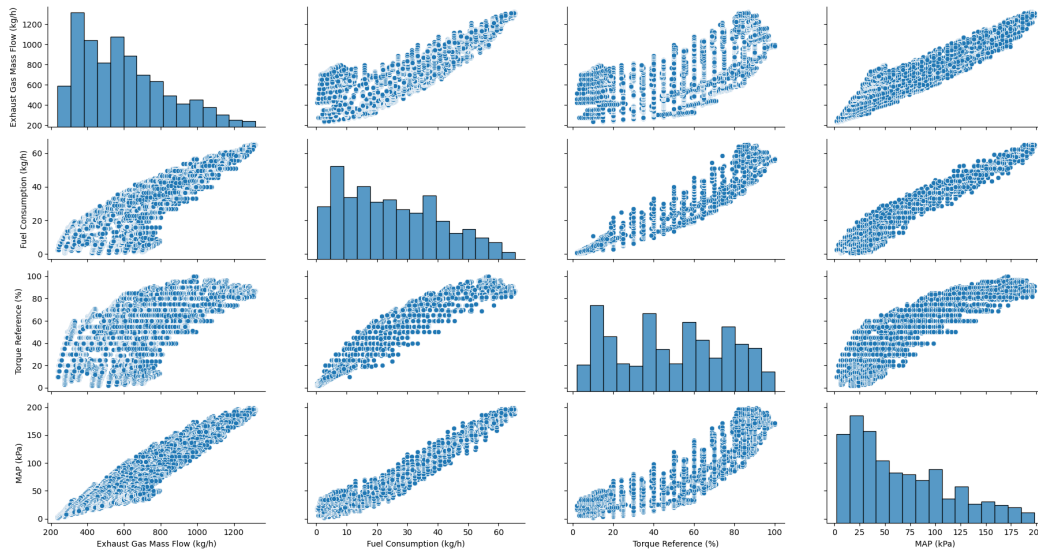 Exhaust Gas Mass Flow (kg/h)
1200
1000
800
600
400
200
Fuel Consumption (kg/h)
60
40
20
0
Torque Reference (%)
100
80
60
40
20
0
MAP (kPa)
200
150
100
50
0
400 600 800 1000 1200
Exhaust Gas Mass Flow (kg/h)
0 10 20 30 40 50 60
Fuel Consumption (kg/h)
0 20 40 60 80 100
Torque Reference (%)
0 25 50 75 100 125 150 175 200
MAP (kPa)